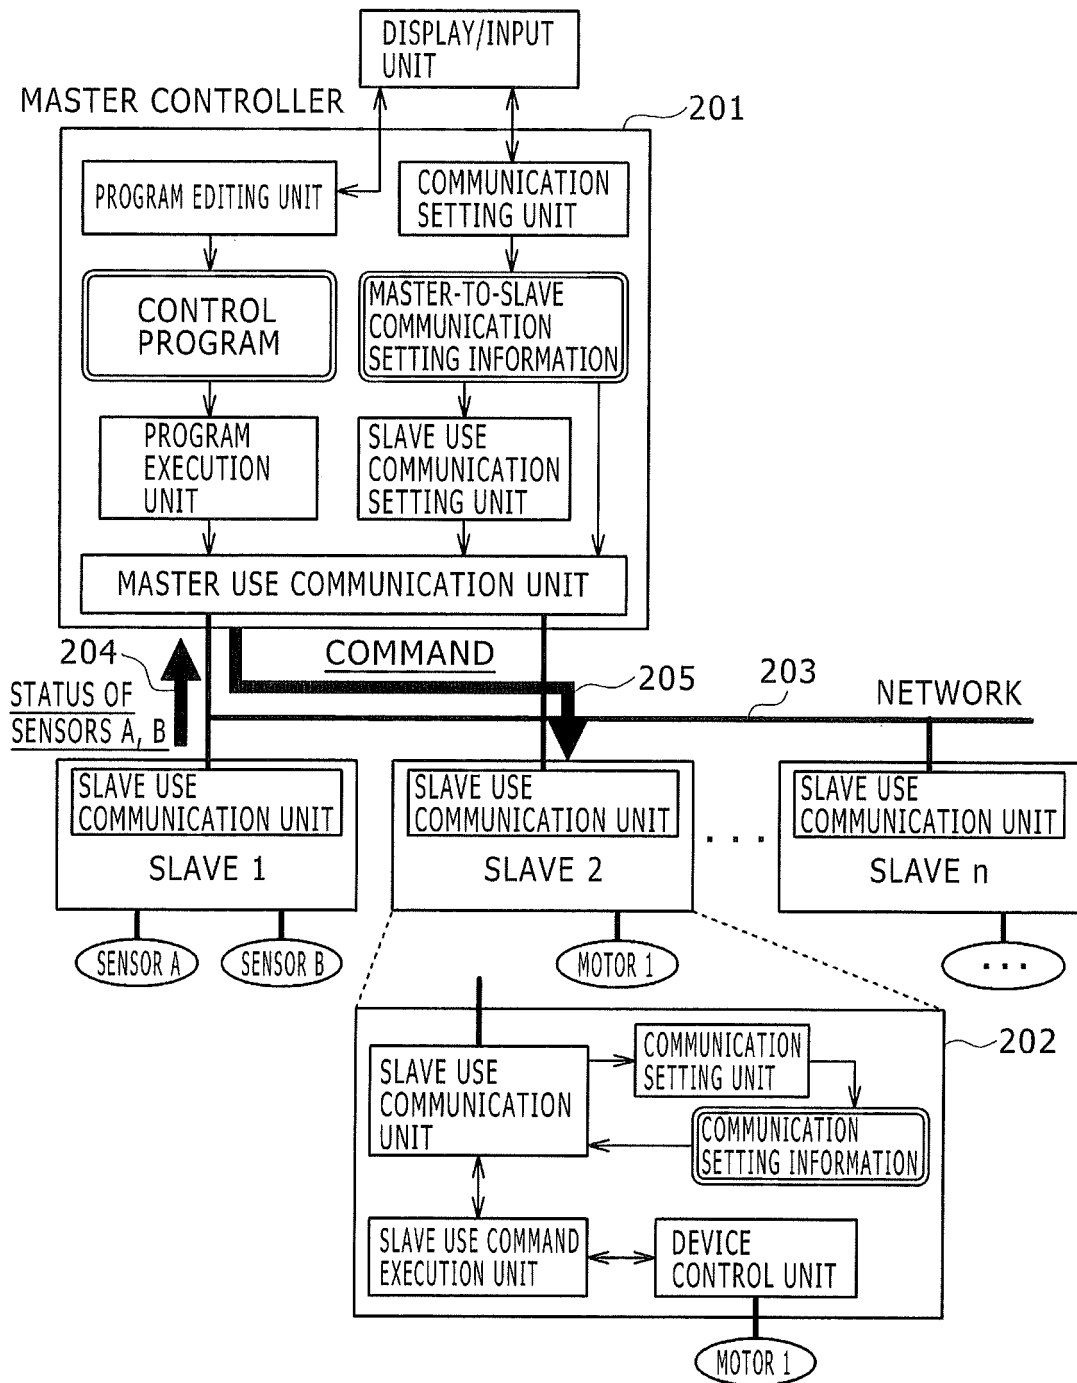 DISPLAY/INPUT
UNIT
MASTER CONTROLLER
201
PROGRAM EDITING UNIT
COMMUNICATION
SETTING UNIT
CONTROL
PROGRAM
MASTER-TO-SLAVE
COMMUNICATION
SETTING INFORMATION
PROGRAM
EXECUTION
UNIT
SLAVE USE
COMMUNICATION
SETTING UNIT
MASTER USE COMMUNICATION UNIT
204
STATUS OF
SENSORS A, B
COMMAND
205
203
NETWORK
SLAVE USE
COMMUNICATION UNIT
SLAVE 1
SLAVE USE
COMMUNICATION UNIT
SLAVE 2
...
SLAVE USE
COMMUNICATION UNIT
SLAVE n
SENSOR A
SENSOR B
MOTOR 1
...
202
SLAVE USE
COMMUNICATION
UNIT
COMMUNICATION
SETTING UNIT
COMMUNICATION
SETTING INFORMATION
SLAVE USE COMMAND
EXECUTION UNIT
DEVICE
CONTROL UNIT
MOTOR 1